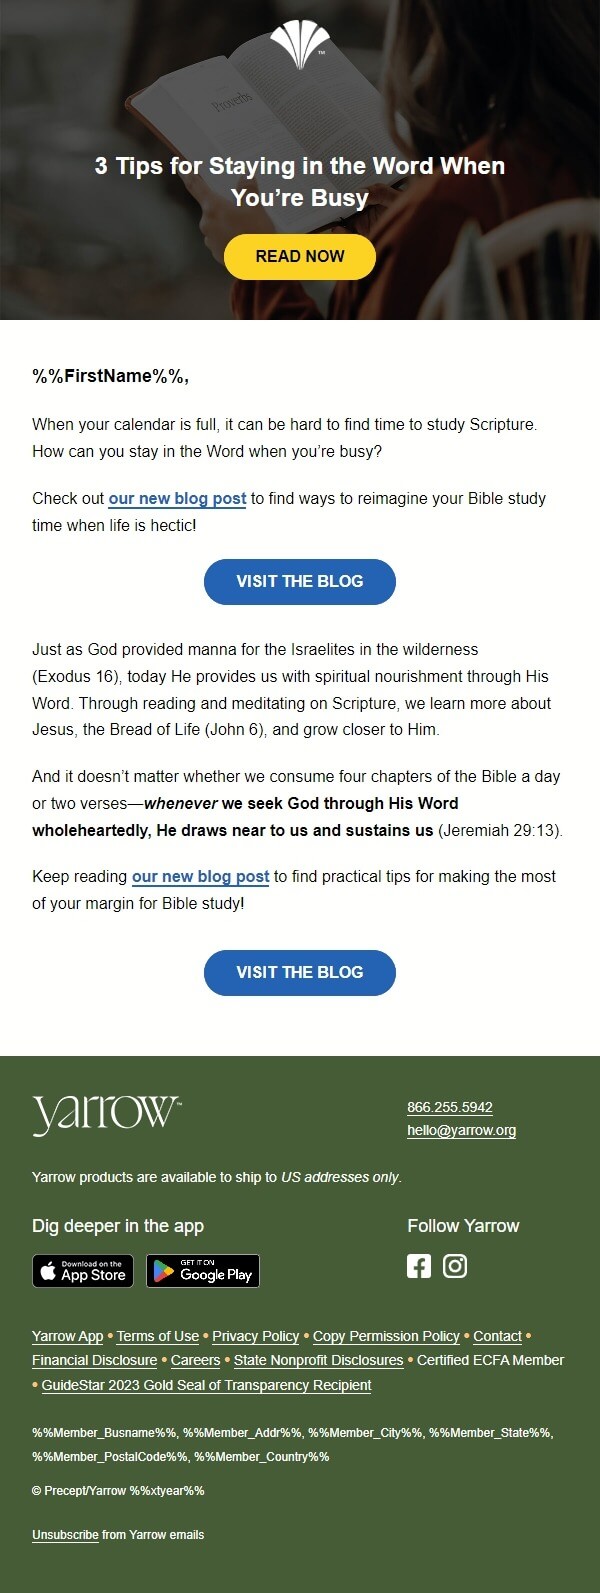 ™
Proverbs
3 Tips for Staying in the Word When
You’re Busy
READ NOW
%%FirstName%%,
When your calendar is full, it can be hard to find time to study Scripture.
How can you stay in the Word when you’re busy?
Check out our new blog post to find ways to reimagine your Bible study
time when life is hectic!
VISIT THE BLOG
Just as God provided manna for the Israelites in the wilderness
(Exodus 16), today He provides us with spiritual nourishment through His
Word. Through reading and meditating on Scripture, we learn more about
Jesus, the Bread of Life (John 6), and grow closer to Him.
And it doesn’t matter whether we consume four chapters of the Bible a day
or two verses—whenever we seek God through His Word
wholeheartedly, He draws near to us and sustains us (Jeremiah 29:13).
Keep reading our new blog post to find practical tips for making the most
of your margin for Bible study!
VISIT THE BLOG
yarrow™
866.255.5942
hello@yarrow.org
Yarrow products are available to ship to US addresses only.
Dig deeper in the app
Follow Yarrow
Download on the
App Store
GET IT ON
Google Play
Yarrow App • Terms of Use • Privacy Policy • Copy Permission Policy • Contact •
Financial Disclosure • Careers • State Nonprofit Disclosures • Certified ECFA Member
• GuideStar 2023 Gold Seal of Transparency Recipient
%%Member_Busname%%, %%Member_Addr%%, %%Member_City%%, %%Member_State%%,
%%Member_PostalCode%%, %%Member_Country%%
© Precept/Yarrow %%xtyear%%
Unsubscribe from Yarrow emails